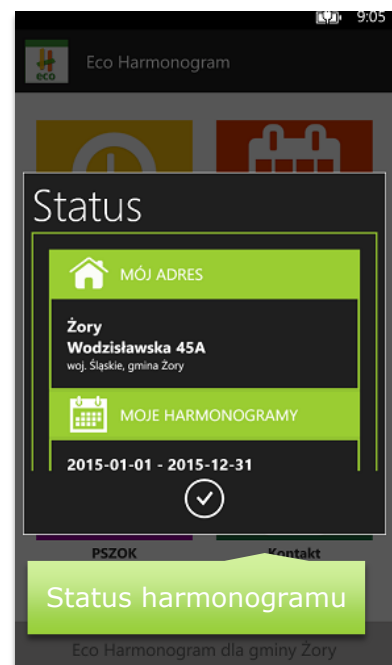 9:05
eco
Eco Harmonogram
Status
MÓJ ADRES
Żory
Wodzisławska 45A
woj. Śląskie, gmina Żory
MOJE HARMONOGRAMY
2015-01-01 - 2015-12-31
PSZOK
Kontakt
Status harmonogramu
Eco Harmonogram dla gminy Żory